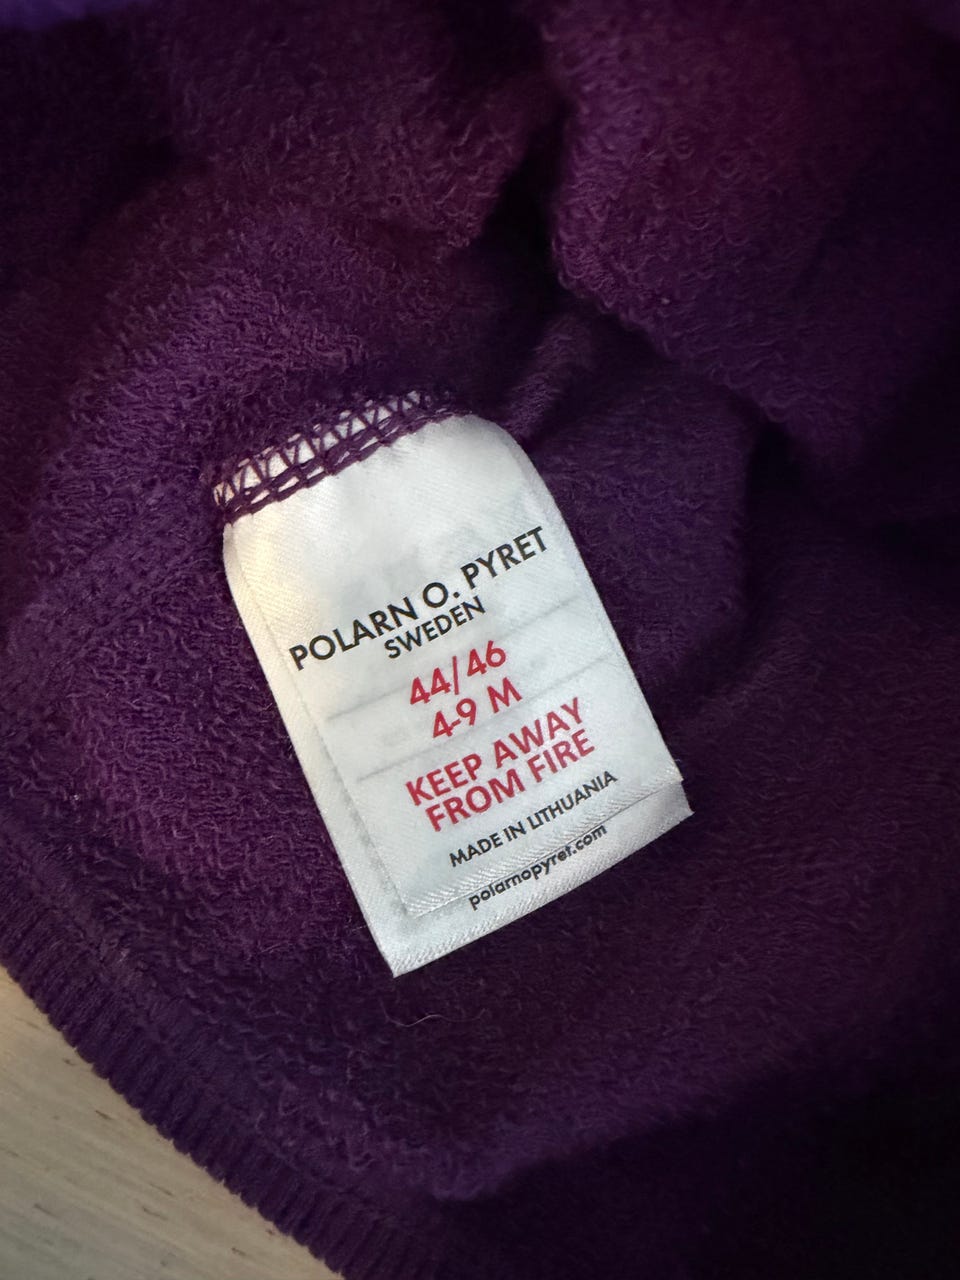 POLARN O. PYRET
SWEDEN
44/46
4-9 M
KEEP AWAY
FROM FIRE
MADE IN LITHUANIA
polarnopyret.com